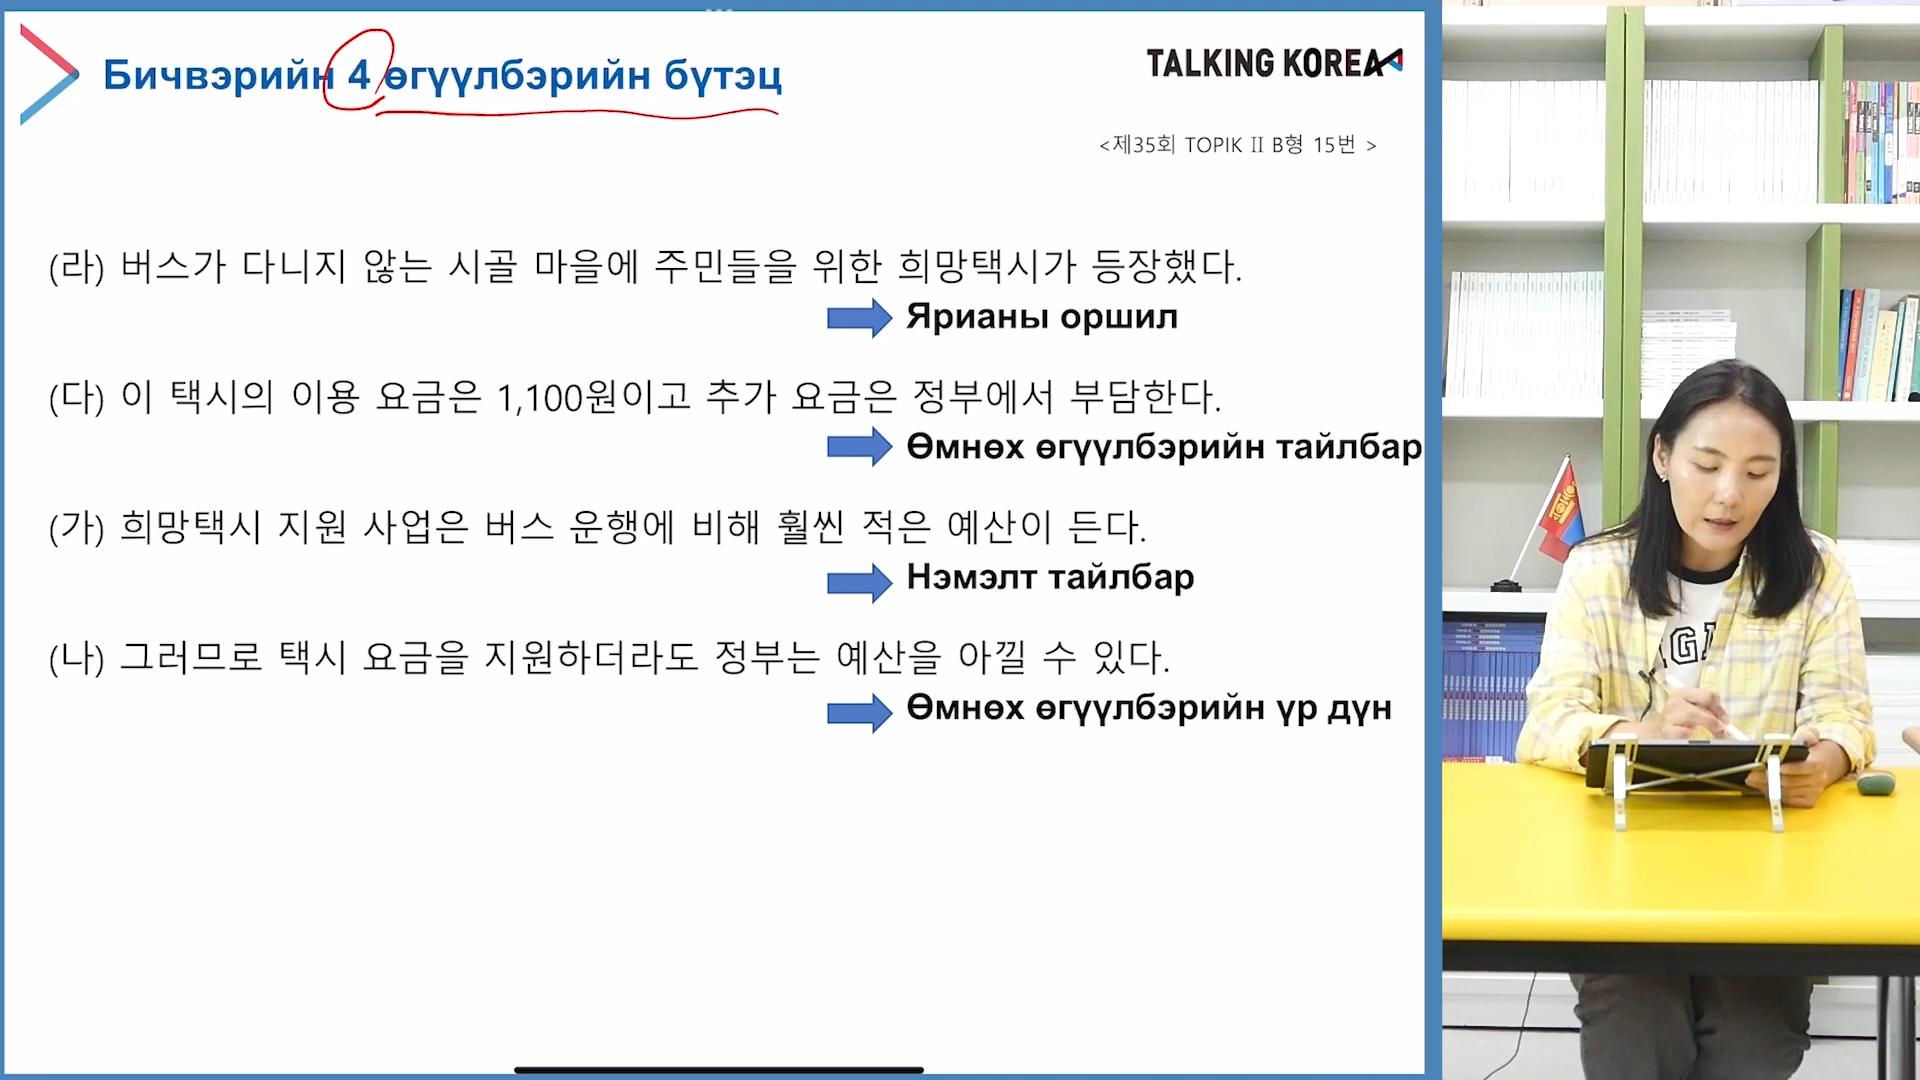 Бичвэрийн 4 өгүүлбэрийн бүтэц
TALKING KOREA
<제35회 TOPIK II B형 15번 >
(라) 버스가 다니지 않는 시골 마을에 주민들을 위한 희망택시가 등장했다.
Ярианы оршил
(다) 이 택시의 이용 요금은 1,100원이고 추가 요금은 정부에서 부담한다.
Өмнөх өгүүлбэрийн тайлбар
(가) 희망택시 지원 사업은 버스 운행에 비해 훨씬 적은 예산이 든다.
Нэмэлт тайлбар
(나) 그러므로 택시 요금을 지원하더라도 정부는 예산을 아낄 수 있다.
Өмнөх өгүүлбэрийн үр дүн